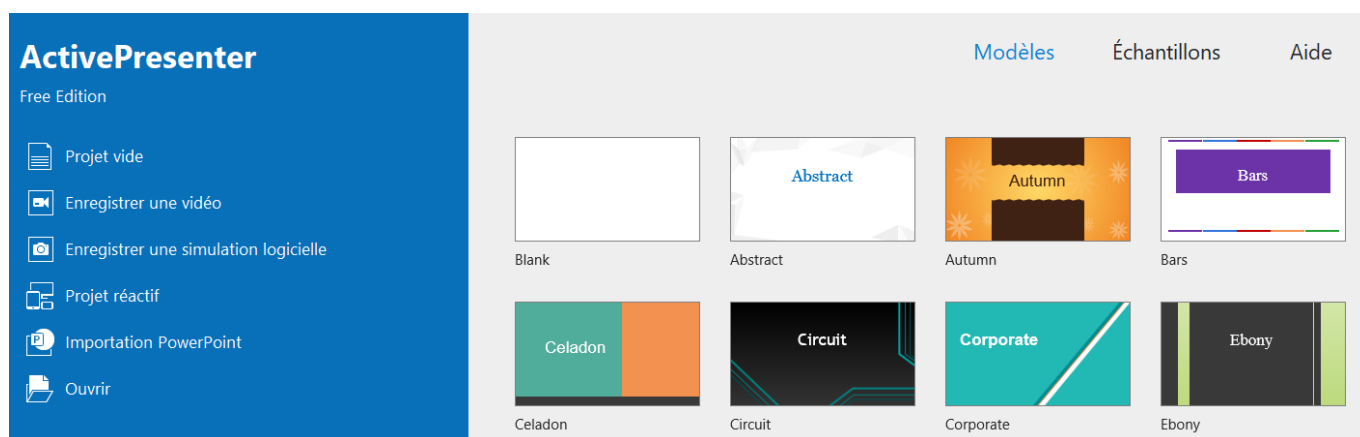 ActivePresenter
Free Edition
Projet vide
Enregistrer une vidéo
Enregistrer une simulation logicielle
Projet réactif
Importation PowerPoint
Ouvrir
Modèles Échantillons Aide
Abstract Autumn Bars
Blank Abstract Autumn Bars
Celadon Circuit Corporate Ebony
Celadon Circuit Corporate Ebony